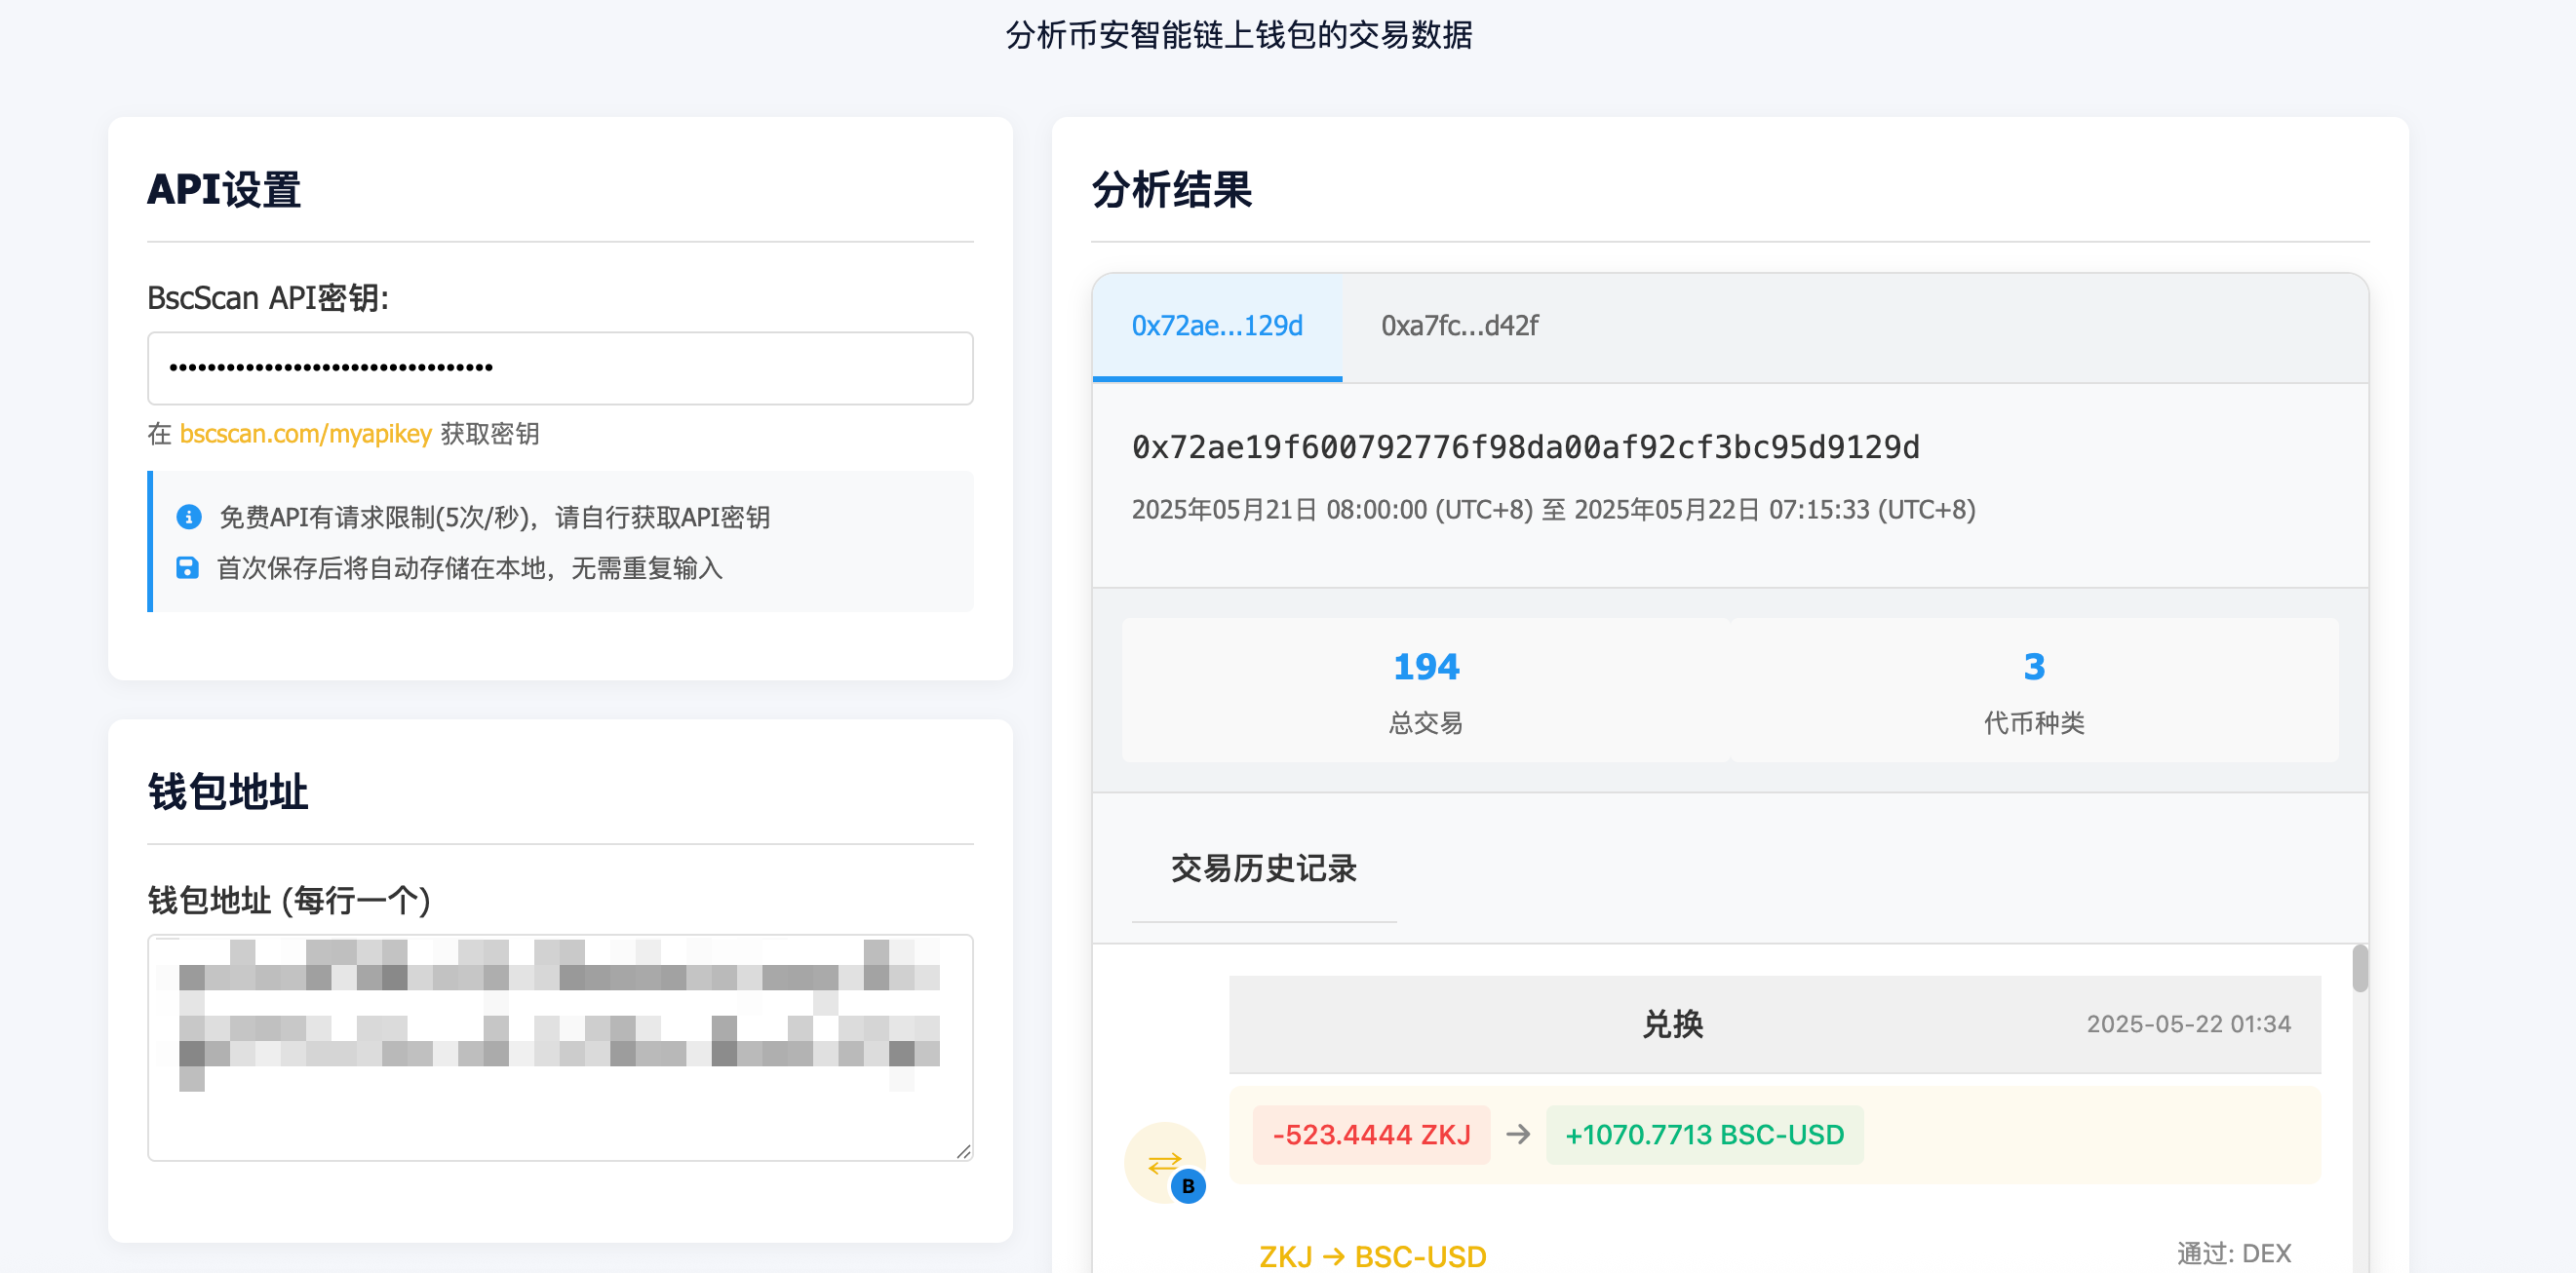 分析币安智能链上钱包的交易数据
API设置
BscScan API密钥:
••••••••••••••••••••••••••••••••••
在 bscscan.com/myapikey 获取密钥
免费API有请求限制(5次/秒)，请自行获取API密钥
首次保存后将自动存储在本地，无需重复输入
钱包地址
钱包地址 (每行一个)
分析结果
0x72ae...129d
0xa7fc...d42f
0x72ae19f600792776f98da00af92cf3bc95d9129d
2025年05月21日 08:00:00 (UTC+8) 至 2025年05月22日 07:15:33 (UTC+8)
194
总交易
3
代币种类
交易历史记录
兑换
2025-05-22 01:34
-523.4444 ZKJ → +1070.7713 BSC-USD
B
ZKJ → BSC-USD
通过: DEX